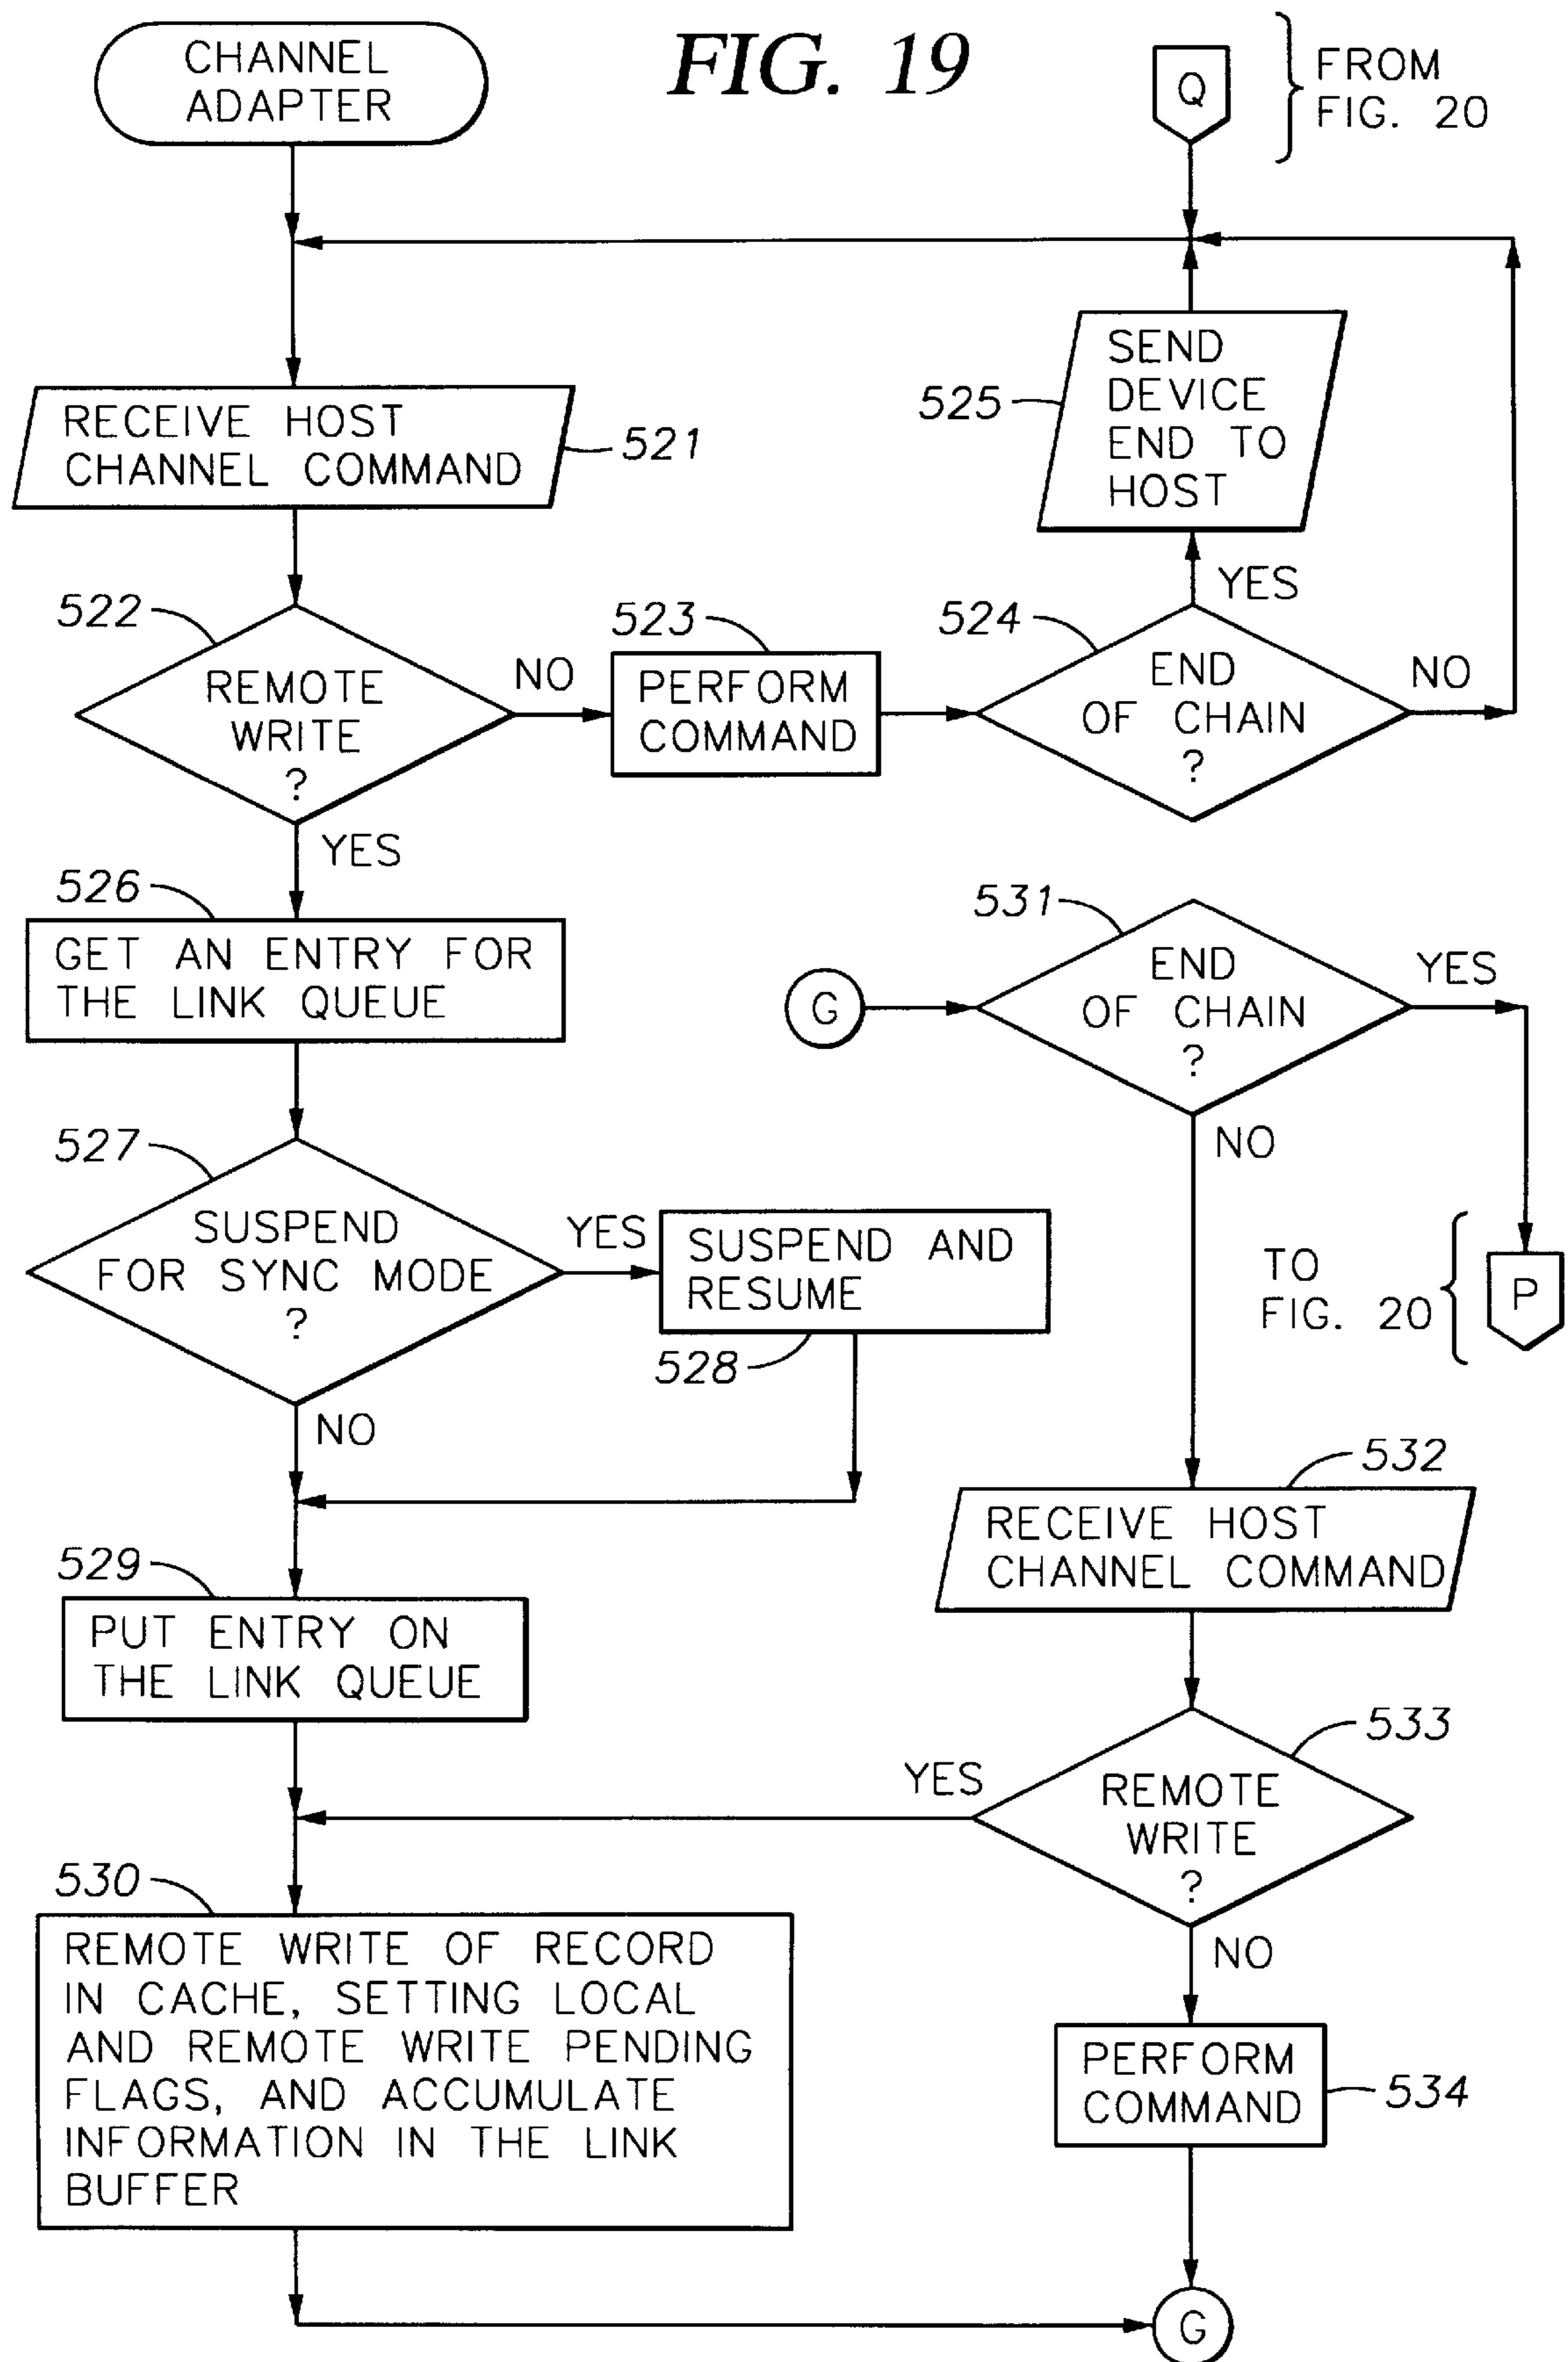 FIG. 19
CHANNEL
ADAPTER
Q
FROM
FIG. 20
RECEIVE HOST
CHANNEL COMMAND
521
SEND
DEVICE
END TO
HOST
525
522
REMOTE
WRITE
?
NO
YES
523
PERFORM
COMMAND
524
END
OF CHAIN
?
YES
NO
526
GET AN ENTRY FOR
THE LINK QUEUE
527
SUSPEND
FOR SYNC MODE
?
YES
NO
SUSPEND AND
RESUME
528
529
PUT ENTRY ON
THE LINK QUEUE
530
REMOTE WRITE OF RECORD
IN CACHE, SETTING LOCAL
AND REMOTE WRITE PENDING
FLAGS, AND ACCUMULATE
INFORMATION IN THE LINK
BUFFER
G
531
END
OF CHAIN
?
YES
NO
TO
FIG. 20
P
532
RECEIVE HOST
CHANNEL COMMAND
533
REMOTE
WRITE
?
YES
NO
PERFORM
COMMAND
534
G